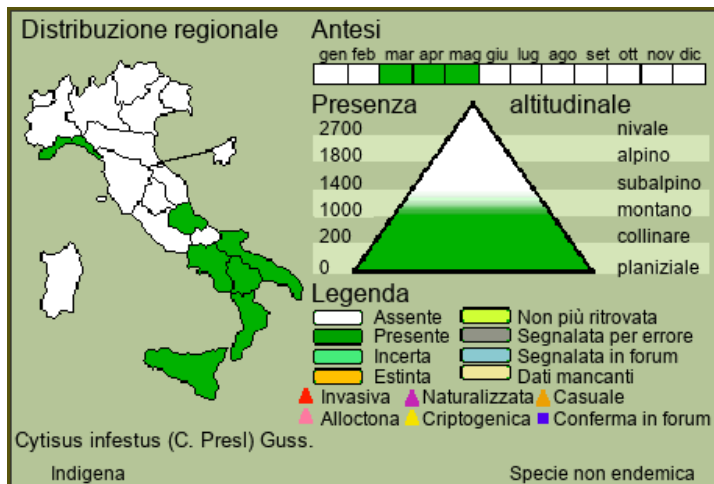 Distribuzione regionale
Antesi
gen feb mar apr mag giu lug ago set ott nov dic
Presenza altitudinale
2700 nivale
1800 alpino
1400 subalpino
1000 montano
200 collinare
0 planiziale
Legenda
Assente Non più ritrovata
Presente Segnalata per errore
Incerta Segnalata in forum
Estinta Dati mancanti
Invasiva Naturalizzata Casuale
Alloctona Criptogenica Conferma in forum
Cytisus infestus (C. Presl) Guss.
Indigena Specie non endemica